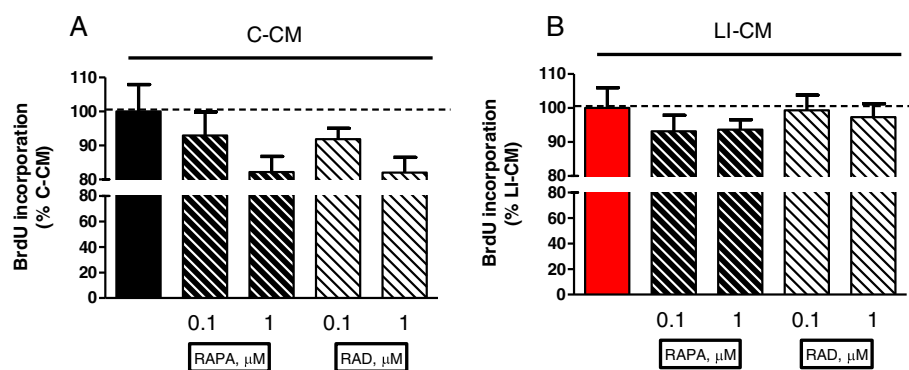 A
C-CM
BrdU incorporation
(% C-CM)
110
100
90
80
80
60
40
20
0
0.1 1 0.1 1
RAPA, μM RAD, μM
B
LI-CM
BrdU incorporation
(% LI-CM)
110
100
90
80
80
60
40
20
0
0.1 1 0.1 1
RAPA, μM RAD, μM